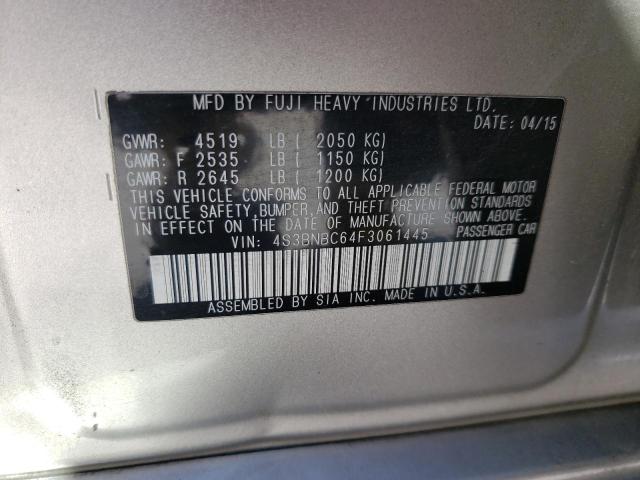 MFD BY FUJI HEAVY INDUSTRIES LTD.
DATE: 04/15
GVWR: 4519 LB ( 2050 KG)
GAWR: F 2535 LB ( 1150 KG)
GAWR: R 2645 LB ( 1200 KG)
THIS VEHICLE CONFORMS TO ALL APPLICABLE FEDERAL MOTOR
VEHICLE SAFETY, BUMPER, AND THEFT PREVENTION STANDARDS
IN EFFECT ON THE DATE OF MANUFACTURE SHOWN ABOVE.
VIN: 4S3BNBC64F3061445 PASSENGER CAR
ASSEMBLED BY SIA INC. MADE IN U.S.A.